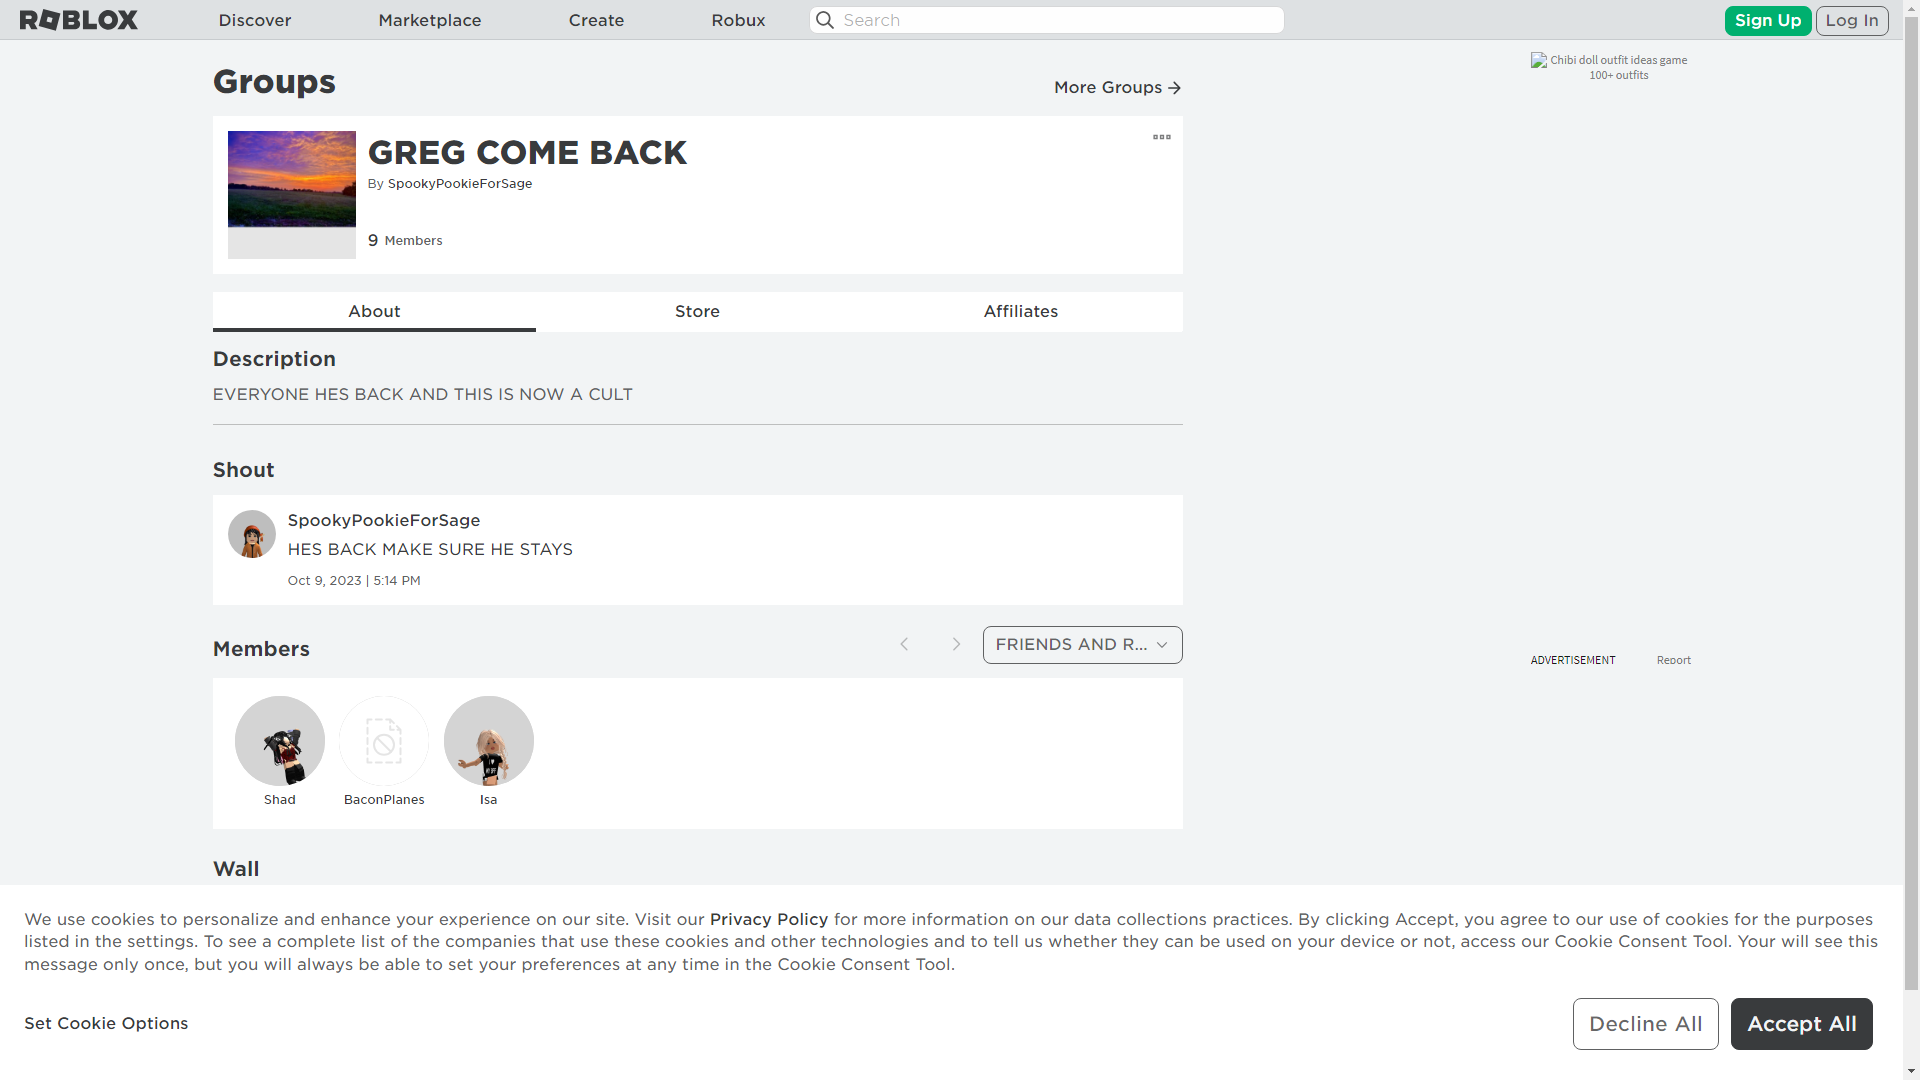 ROBLOX
Discover
Marketplace
Create
Robux
Search
Sign Up
Log In
Groups
More Groups
Chibi doll outfit ideas game
100+ outfits
GREG COME BACK
By SpookyPookieForSage
9 Members
About
Store
Affiliates
Description
EVERYONE HES BACK AND THIS IS NOW A CULT
Shout
SpookyPookieForSage
HES BACK MAKE SURE HE STAYS
Oct 9, 2023 | 5:14 PM
Members
FRIENDS AND R...
ADVERTISEMENT
Report
Shad
BaconPlanes
Isa
Wall
We use cookies to personalize and enhance your experience on our site. Visit our Privacy Policy for more information on our data collections practices. By clicking Accept, you agree to our use of cookies for the purposes
listed in the settings. To see a complete list of the companies that use these cookies and other technologies and to tell us whether they can be used on your device or not, access our Cookie Consent Tool. Your will see this
message only once, but you will always be able to set your preferences at any time in the Cookie Consent Tool.
Set Cookie Options
Decline All
Accept All